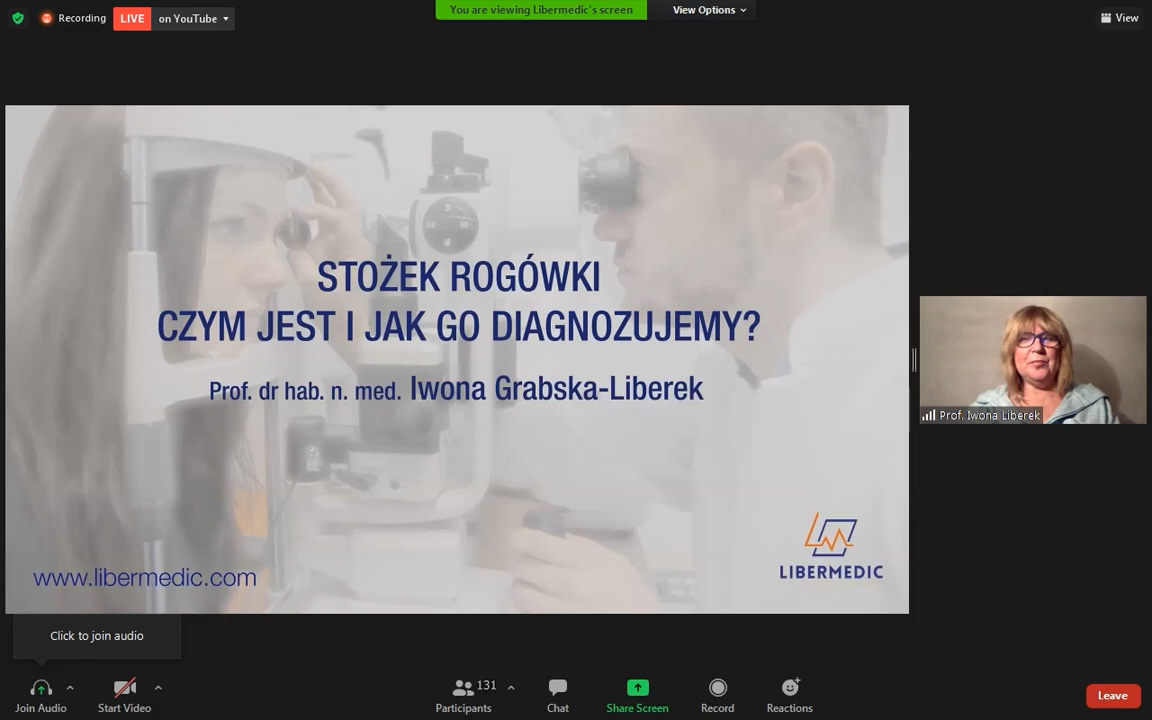 Recording
LIVE
on YouTube
You are viewing Libermedic's screen
View Options
View
STOŻEK ROGÓWKI
CZYM JEST I JAK GO DIAGNOZUJEMY?
Prof. dr hab. n. med. Iwona Grabska-Liberek
Prof. Iwona Liberek
LIBERMEDIC
www.libermedic.com
Click to join audio
Join Audio
Start Video
131
Participants
Chat
Share Screen
Record
Reactions
Leave